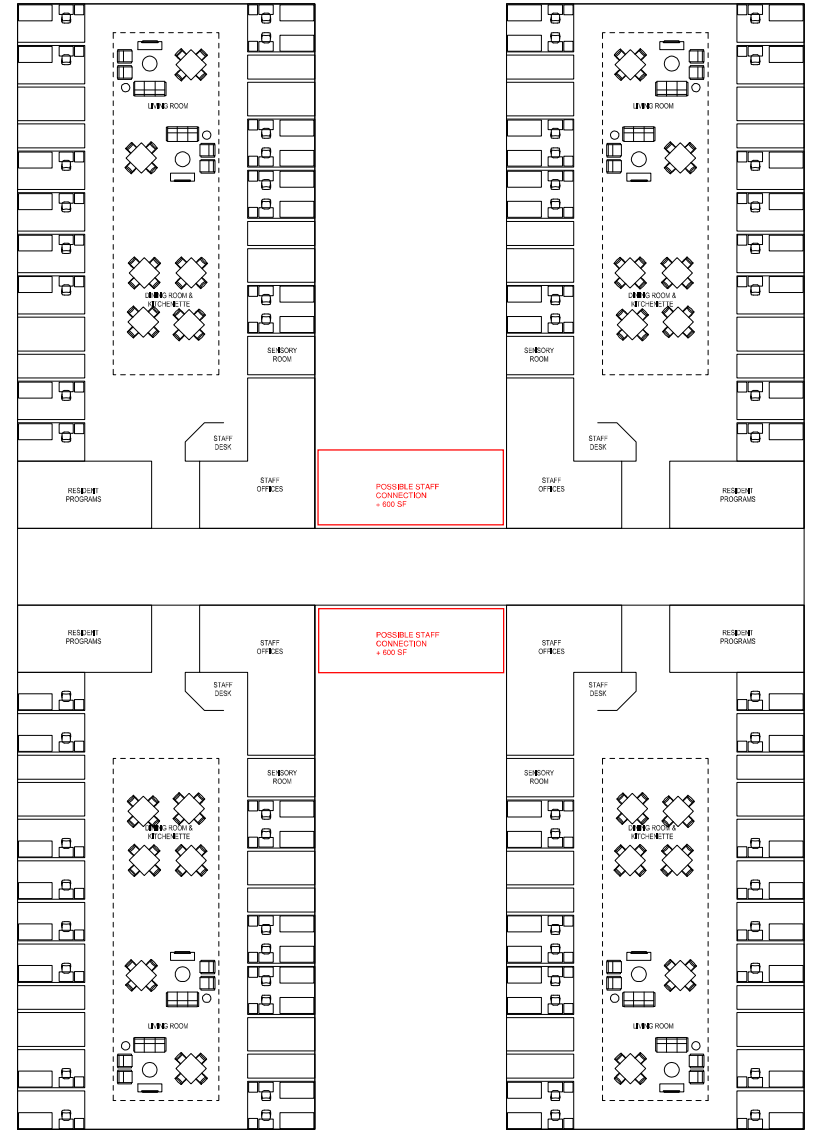 LIVING ROOM
LIVING ROOM
DINING ROOM &
KITCHENETTE
DINING ROOM &
KITCHENETTE
SENSORY
ROOM
SENSORY
ROOM
STAFF
DESK
STAFF
DESK
RESIDENT
PROGRAMS
STAFF
OFFICES
POSSIBLE STAFF
CONNECTION
+ 600 SF
STAFF
OFFICES
RESIDENT
PROGRAMS
RESIDENT
PROGRAMS
STAFF
OFFICES
POSSIBLE STAFF
CONNECTION
+ 600 SF
STAFF
OFFICES
RESIDENT
PROGRAMS
STAFF
DESK
STAFF
DESK
SENSORY
ROOM
SENSORY
ROOM
DINING ROOM &
KITCHENETTE
DINING ROOM &
KITCHENETTE
LIVING ROOM
LIVING ROOM